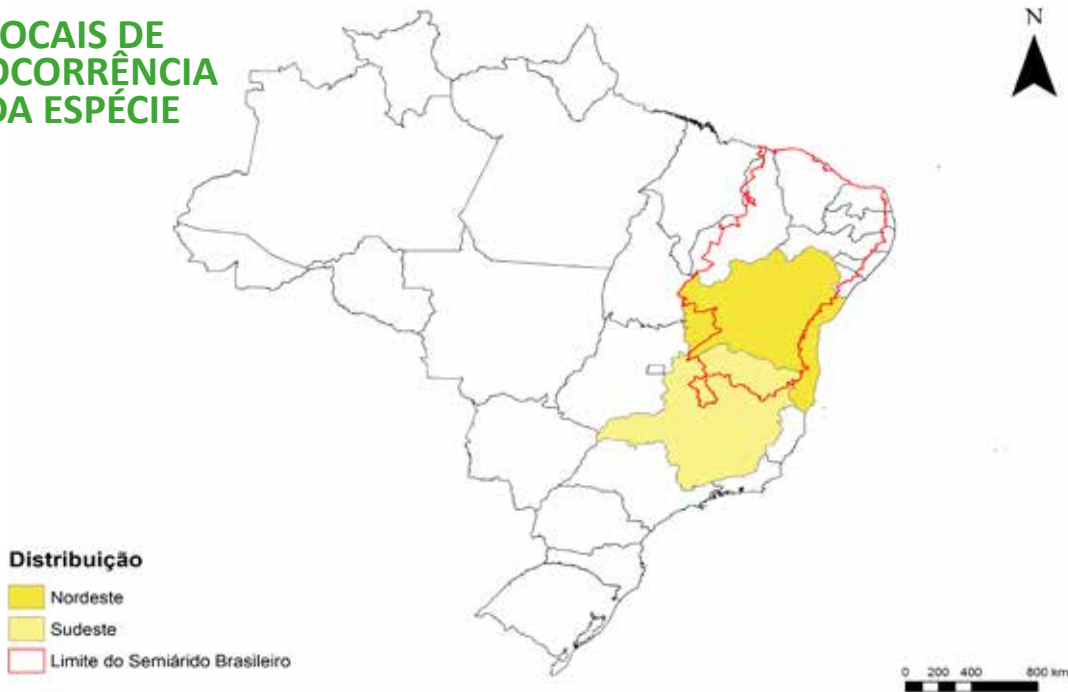 OCAIS DE
OCORRÊNCIA
DA ESPÉCIE
N
Distribuição
Nordeste
Sudeste
Limite do Semiárido Brasileiro
0 200 400 800 km